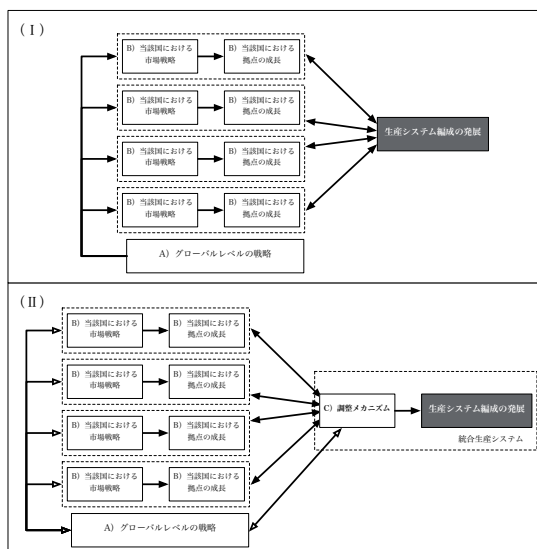 (Ⅰ)
B)当該国における
市場戦略
B)当該国における
拠点の成長
B)当該国における
市場戦略
B)当該国における
拠点の成長
B)当該国における
市場戦略
B)当該国における
拠点の成長
B)当該国における
市場戦略
B)当該国における
拠点の成長
A)グローバルレベルの戦略
生産システム編成の発展
(Ⅱ)
B)当該国における
市場戦略
B)当該国における
拠点の成長
B)当該国における
市場戦略
B)当該国における
拠点の成長
B)当該国における
市場戦略
B)当該国における
拠点の成長
B)当該国における
市場戦略
B)当該国における
拠点の成長
A)グローバルレベルの戦略
C)調整メカニズム
生産システム編成の発展
統合生産システム